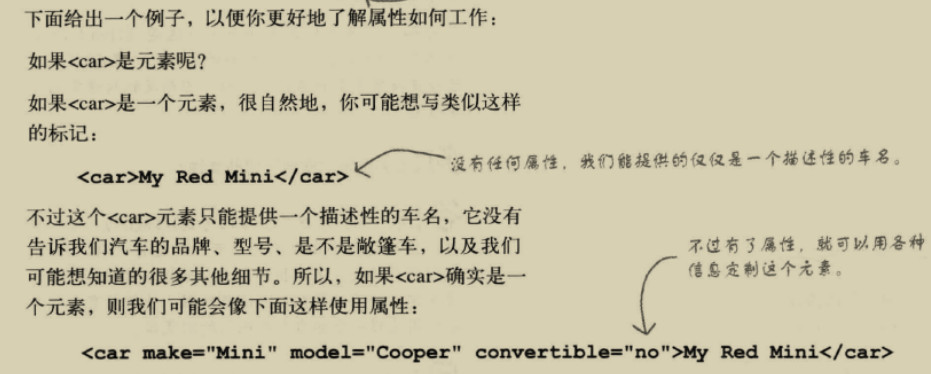 下面给出一个例子，以便你更好地了解属性如何工作：
如果<car>是元素呢？
如果<car>是一个元素，很自然地，你可能想写类似这样
的标记：
<car>My Red Mini</car>
没有任何属性，我们能提供的仅仅是一个描述性的车名。
不过这个<car>元素只能提供一个描述性的车名，它没有
告诉我们汽车的品牌、型号、是不是敞篷车，以及我们
可能想知道的很多其他细节。所以，如果<car>确实是一
个元素，则我们可能会像下面这样使用属性：
不过有了属性，就可以用各种
信息定制这个元素。
<car make="Mini" model="Cooper" convertible="no">My Red Mini</car>